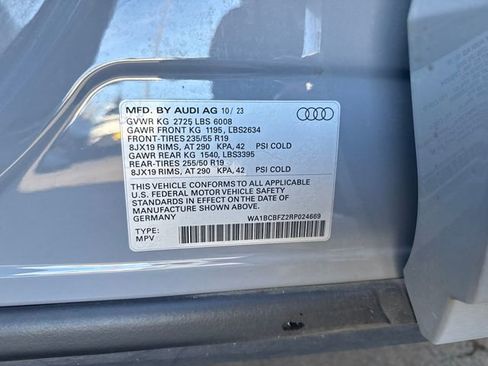 MFD. BY AUDI AG 10/23
GVWR KG 2725 LBS 6008
GAWR FRONT KG 1195, LBS2634
FRONT-TIRES 235/55 R19
8JX19 RIMS, AT 290 KPA, 42 PSI COLD
GAWR REAR KG 1540, LBS3395
REAR-TIRES 255/50 R19
8JX19 RIMS, AT 290 KPA, 42 PSI COLD
THIS VEHICLE CONFORMS TO ALL APPLICABLE
U.S. FEDERAL MOTOR VEHICLE SAFETY
STANDARDS IN EFFECT ON THE DATE OF
MANUFACTURE SHOWN ABOVE.
GERMANY WA1BCBFZ2RP024669
TYPE:
MPV